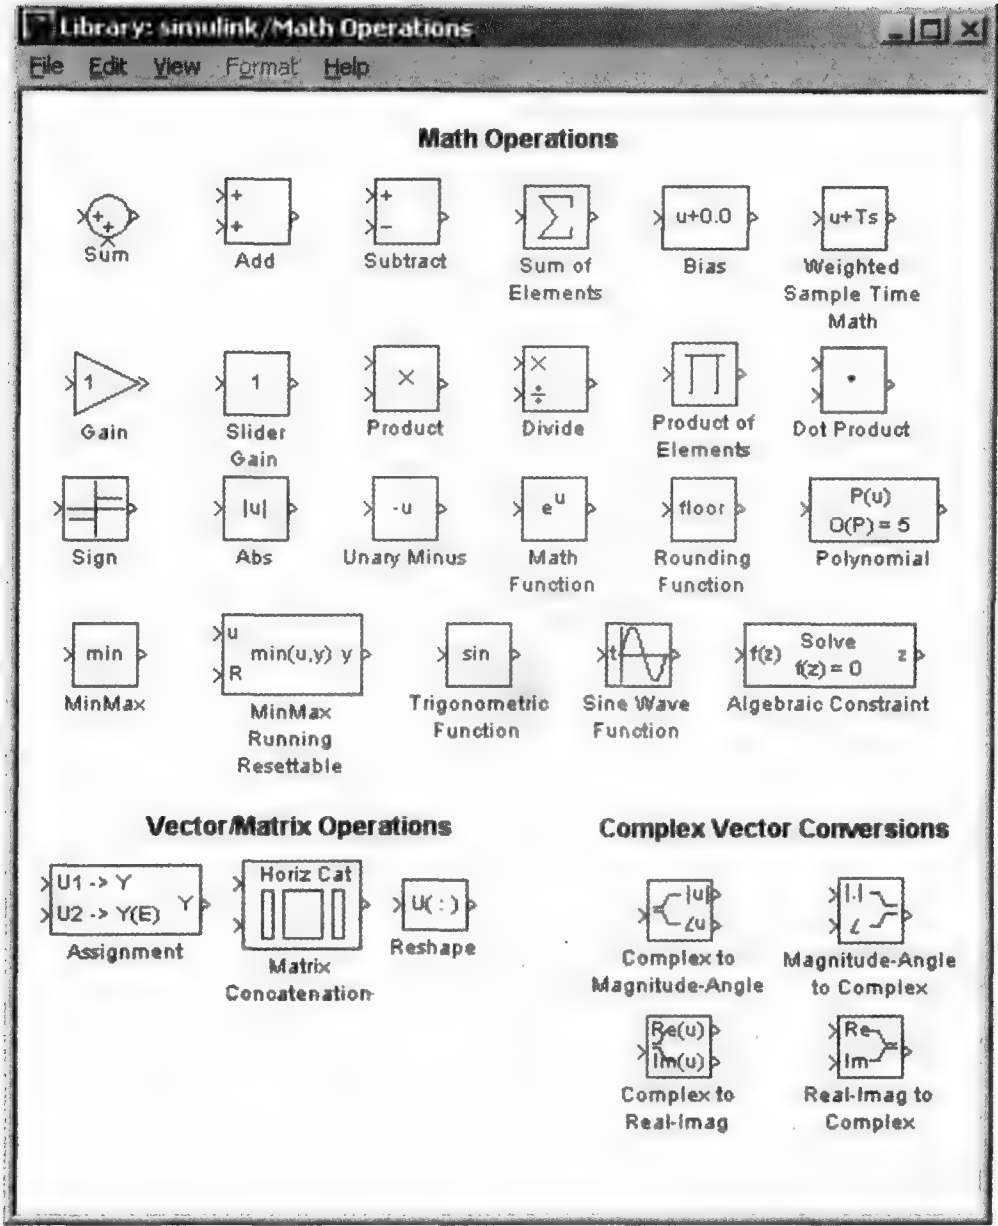 Library: simulink/Math Operations
File Edit View Format Help
Math Operations
+ + + + + − u+0.0 u+Ts
Sum Add Subtract Sum of Elements Bias Weighted Sample Time Math
1 1 × × ÷
Gain Slider Gain Product Divide Product of Elements Dot Product
|u| -u e^u floor P(u) O(P) = 5
Sign Abs Unary Minus Math Function Rounding Function Polynomial
min u R min(u,y) y sin t f(z) Solve f(z) = 0 z
MinMax MinMax Running Resettable Trigonometric Function Sine Wave Function Algebraic Constraint
Vector/Matrix Operations
U1 -> Y
U2 -> Y(E) Y
Assignment
Horiz Cat
Matrix
Concatenation
U( : )
Reshape
Complex Vector Conversions
|u|
∠u
Complex to
Magnitude-Angle
|.|
∠
Magnitude-Angle
to Complex
Re(u)
Im(u)
Complex to
Real-Imag
Re
Im
Real-Imag to
Complex